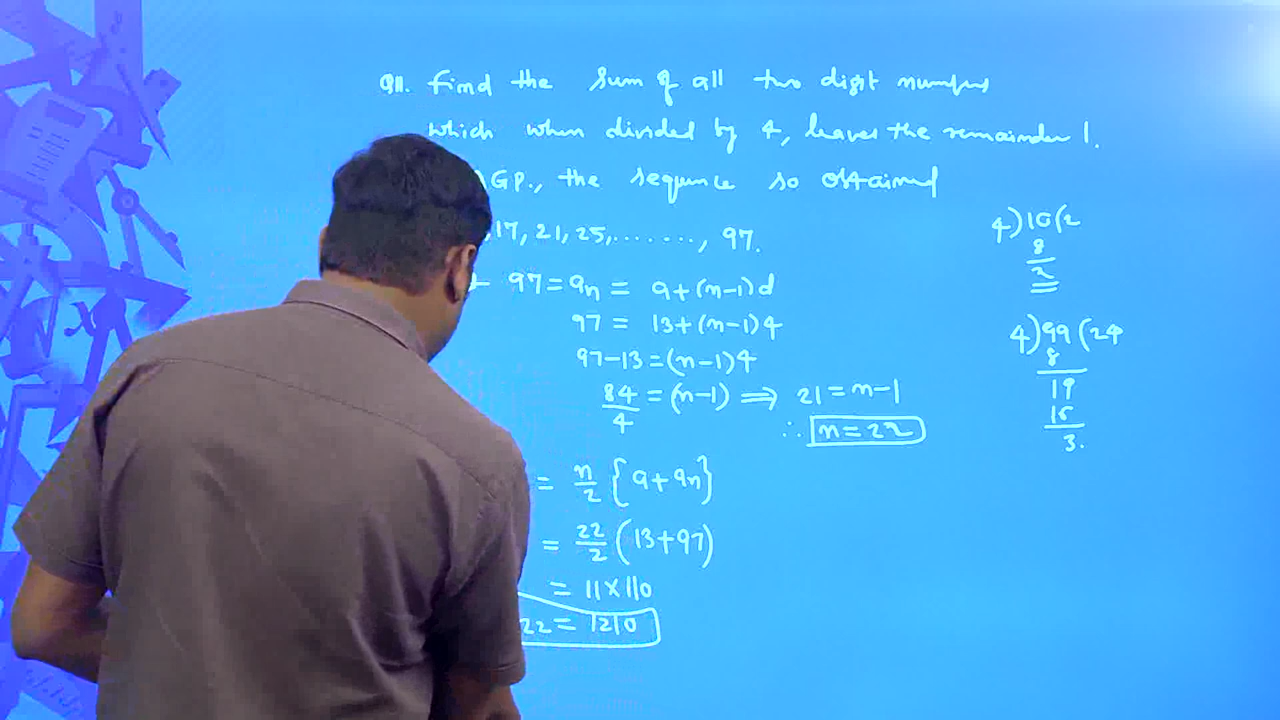 Q11. Find the Sum of all two digit numbers
which when divided by 4, leaves the remainder 1.
A.G.P., the sequence so obtained
17, 21, 25, ......., 97.
97 = an = a + (n-1)d
97 = 13 + (n-1)4
97-13 = (n-1)4
84/4 = (n-1) ⟹ 21 = n-1
∴ n = 22
= n/2 {a + an}
= 22/2 (13+97)
= 11 × 110
22 = 1210
4)10(2
8
2
4)99(24
8
19
16
3.